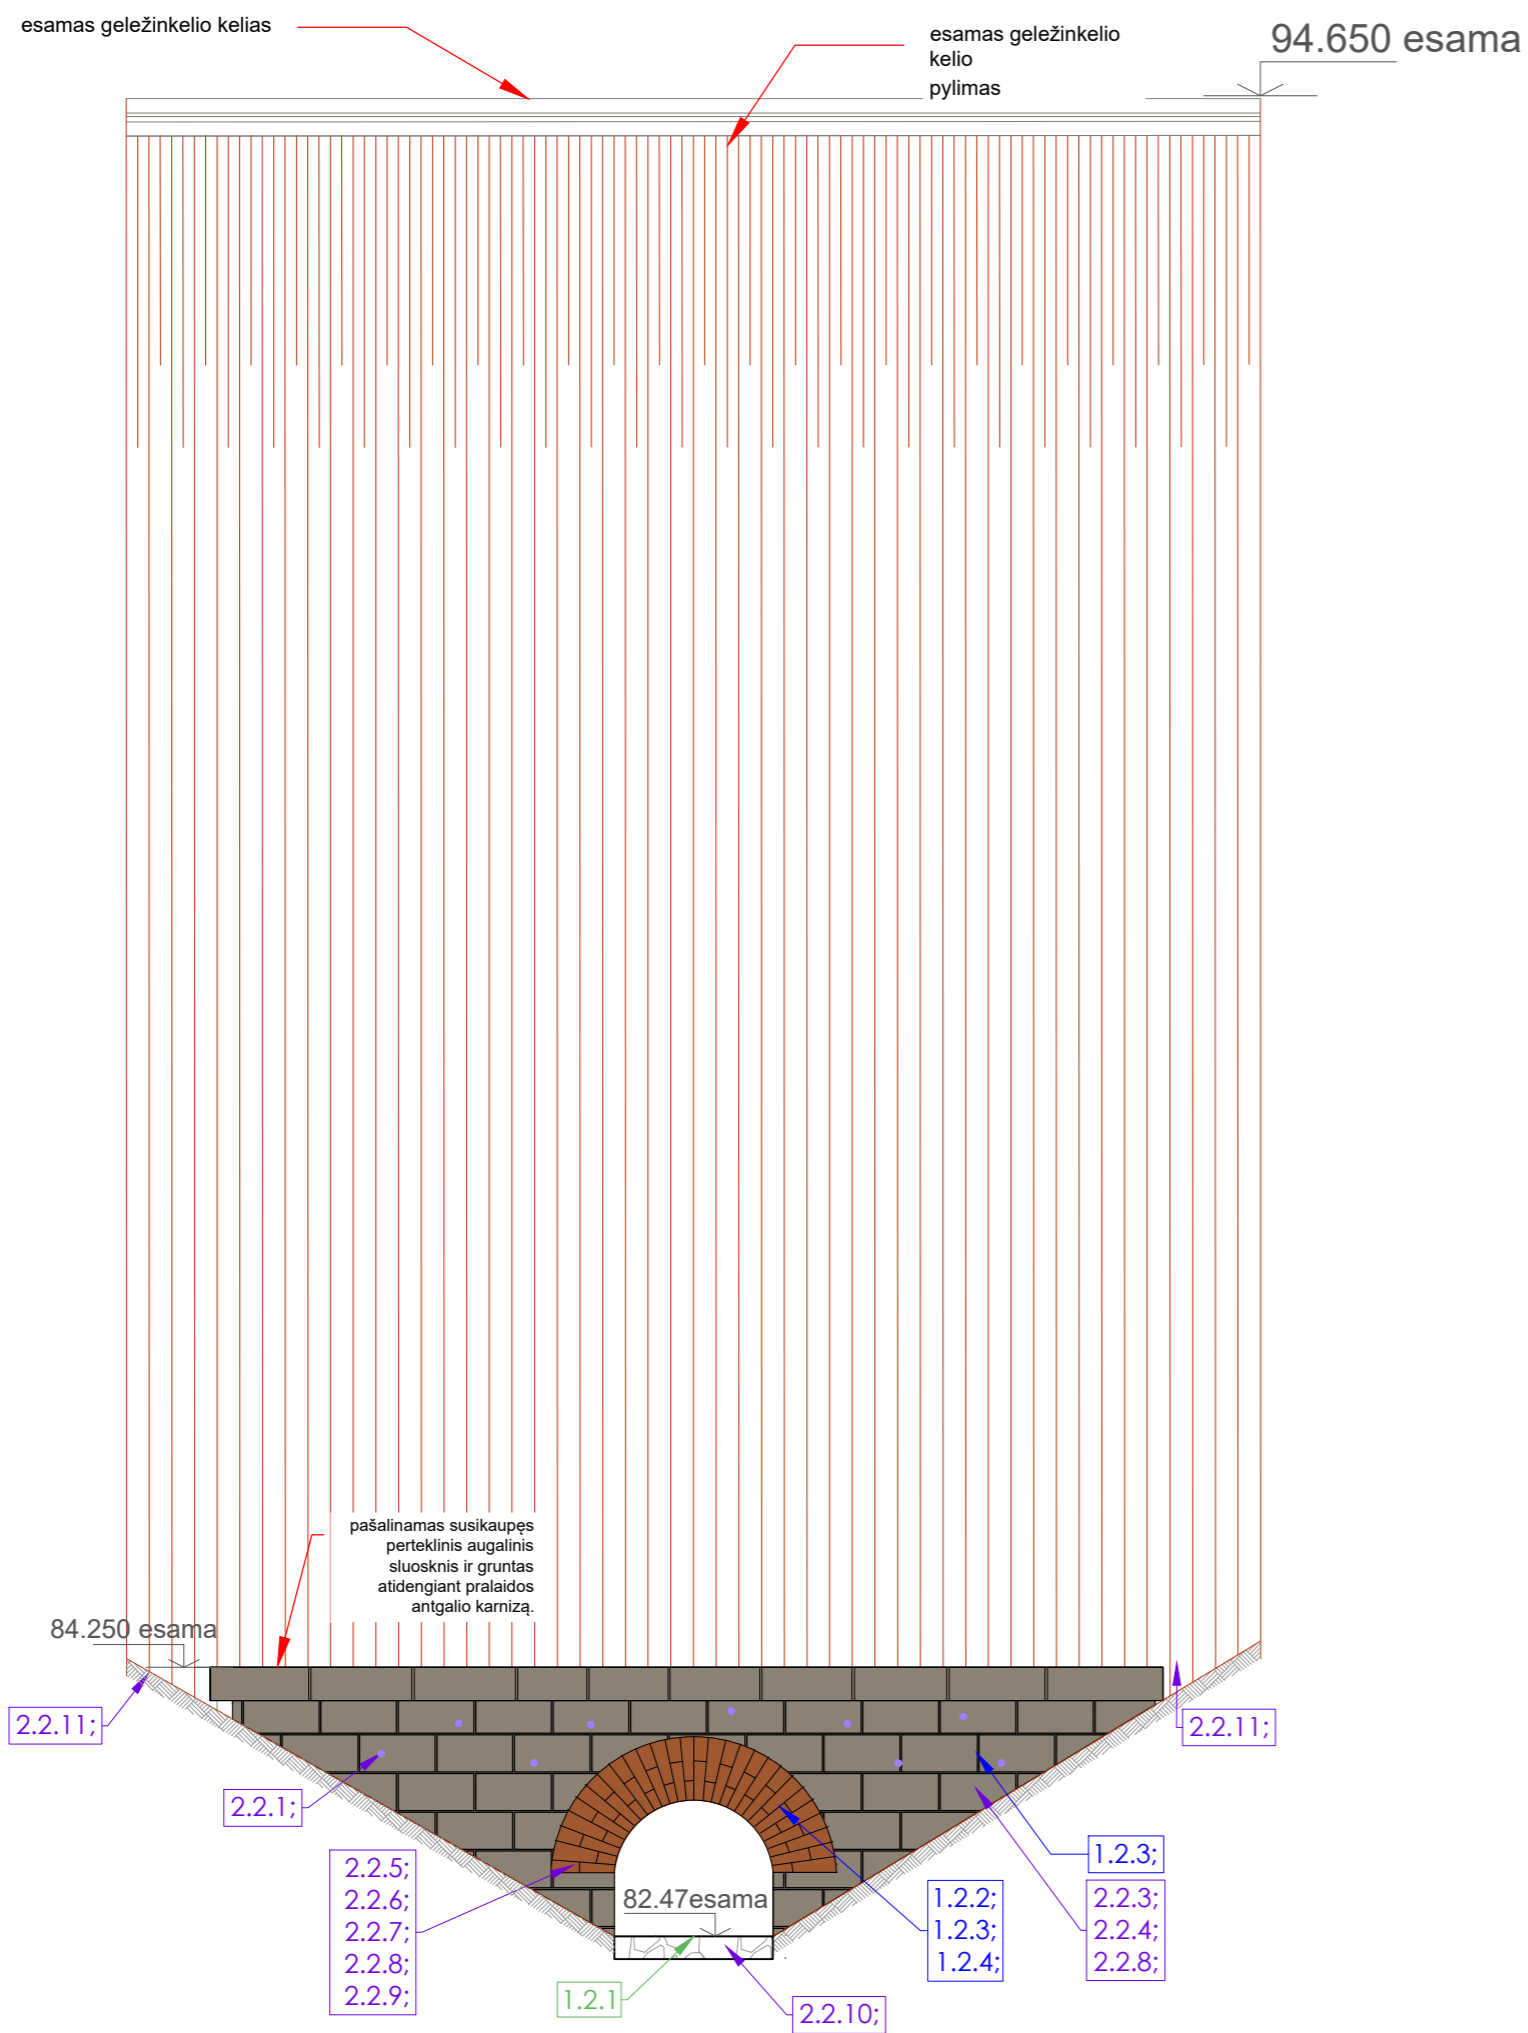 esamas geležinkelio kelias
esamas geležinkelio
kelio
pylimas
94.650 esama
pašalinamas susikaupęs
perteklinis augalinis
sluosknis ir gruntas
atidengiant pralaidos
antgalio karnizą.
84.250 esama
2.2.11;
2.2.11;
2.2.1;
2.2.5;
2.2.6;
2.2.7;
2.2.8;
2.2.9;
82.47esama
1.2.3;
1.2.2;
1.2.3;
1.2.4;
2.2.3;
2.2.4;
2.2.8;
1.2.1
2.2.10;